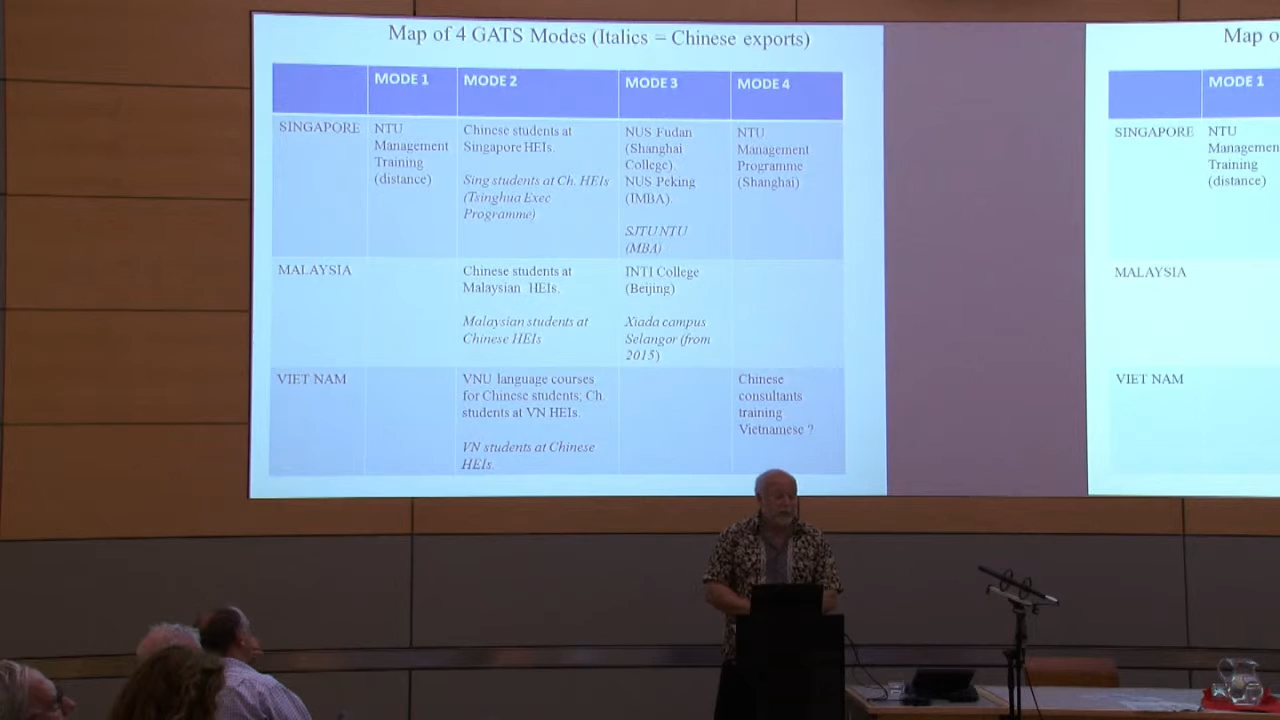 Map of 4 GATS Modes (Italics = Chinese exports)
MODE 1
MODE 2
MODE 3
MODE 4
SINGAPORE
NTU
Management
Training
(distance)
Chinese students at
Singapore HEIs.
Sing students at Ch. HEIs
(Tsinghua Exec
Programme)
NUS Fudan
(Shanghai
College).
NUS Peking
(IMBA).
SJTU NTU
(MBA)
NTU
Management
Programme
(Shanghai)
MALAYSIA
Chinese students at
Malaysian HEIs.
Malaysian students at
Chinese HEIs
INTI College
(Beijing)
Xiada campus
Selangor (from
2015)
VIET NAM
VNU language courses
for Chinese students; Ch.
students at VN HEIs.
VN students at Chinese
HEIs.
Chinese
consultants
training
Vietnamese ?
Map o
MODE 1
SINGAPORE
NTU
Managemen
Training
(distance)
MALAYSIA
VIET NAM